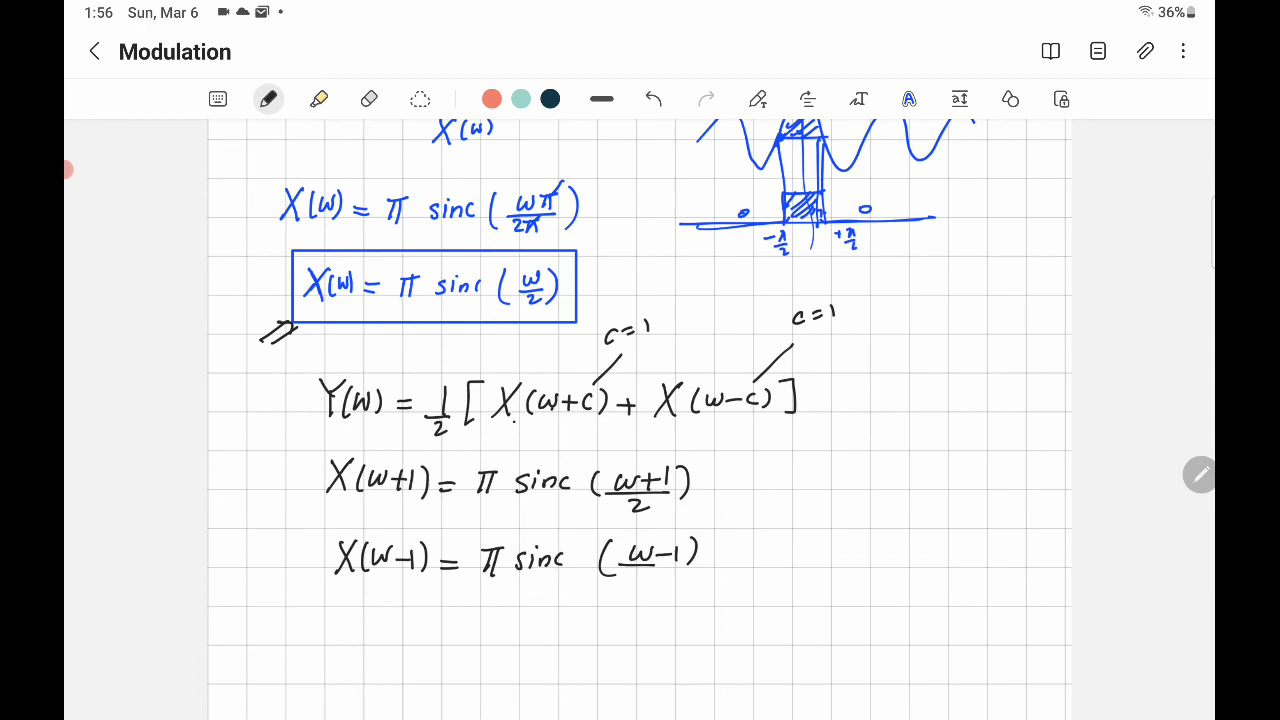 1:56 Sun, Mar 6
36%
Modulation
X(w)
X(w) = π sinc (wπ/2π)
0 0
-π/2 +π/2
X(w) = π sinc (w/2)
c=1 c=1
Y(w) = 1/2 [X(w+c) + X(w-c)]
X(w+1) = π sinc (w+1/2)
X(w-1) = π sinc (w-1)